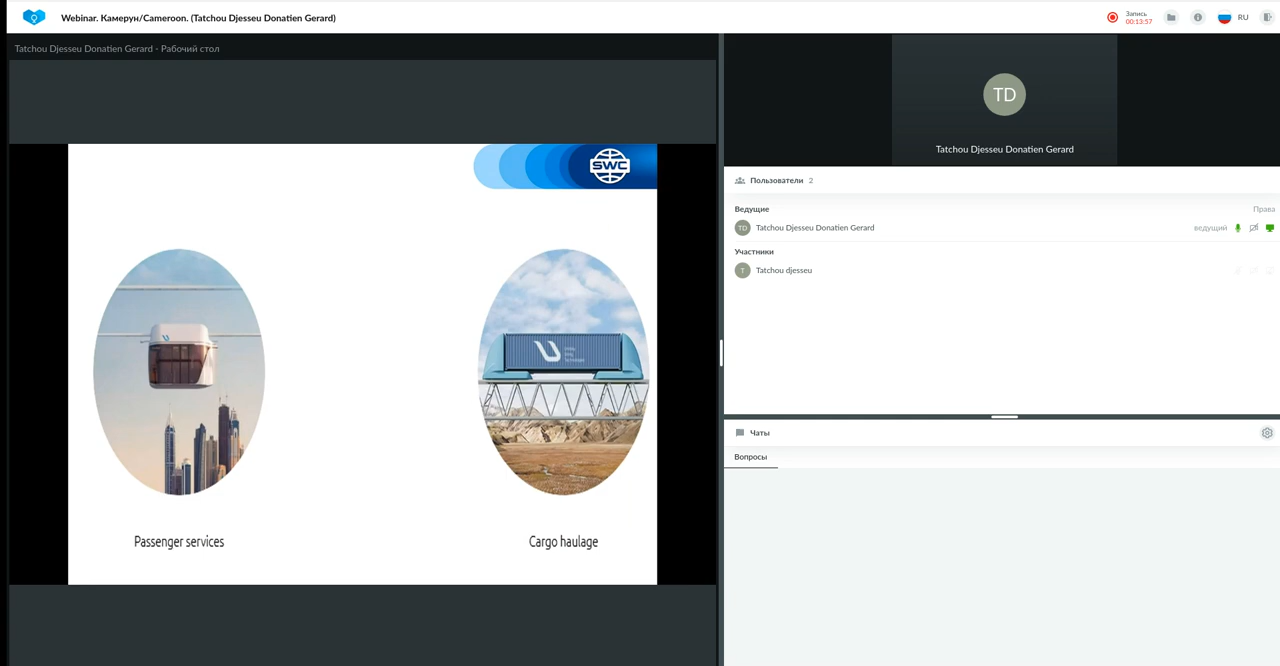 Webinar. Камерун/Cameroon. (Tatchou Djesseu Donatien Gerard)
Запись
00:13:57
RU
Tatchou Djesseu Donatien Gerard - Рабочий стол
SWC
Passenger services
Cargo haulage
TD
Tatchou Djesseu Donatien Gerard
Пользователи 2
Ведущие Права
TD Tatchou Djesseu Donatien Gerard ведущий
Участники
T Tatchou djesseu
Чаты
Вопросы